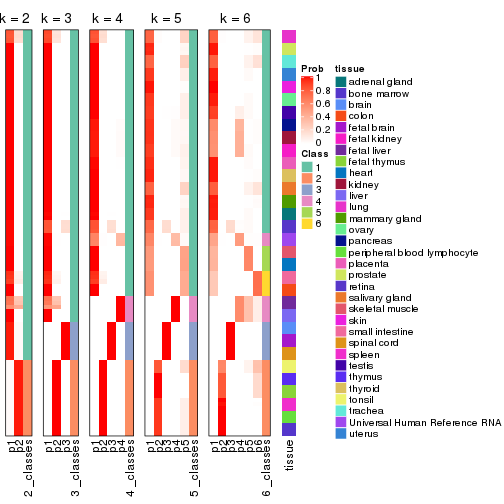 k = 2 k = 3 k = 4 k = 5 k = 6
Prob
1
0.8
0.6
0.4
0.2
0
Class
1
2
3
4
5
6
tissue
adrenal gland
bone marrow
brain
colon
fetal brain
fetal kidney
fetal liver
fetal thymus
heart
kidney
liver
lung
mammary gland
ovary
pancreas
peripheral blood lymphocyte
placenta
prostate
retina
salivary gland
skeletal muscle
skin
small intestine
spinal cord
spleen
testis
thymus
thyroid
tonsil
trachea
Universal Human Reference RNA
uterus
p1 p2 2_classes p1 p2 p3 3_classes p1 p2 p3 p4 4_classes p1 p2 p3 p4 p5 5_classes p1 p2 p3 p4 p5 p6 6_classes tissue